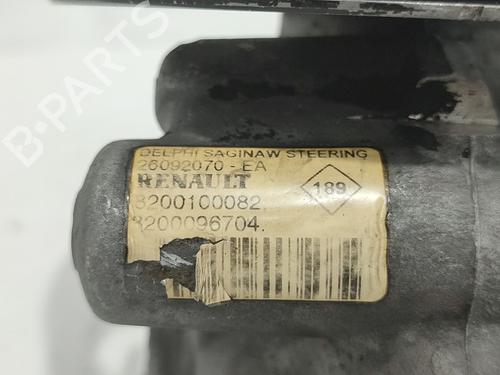 B-PARTS
DELPHI SAGINAW STEERING
26092070 - EA
RENAULT
189
8200100082.
8200096704.